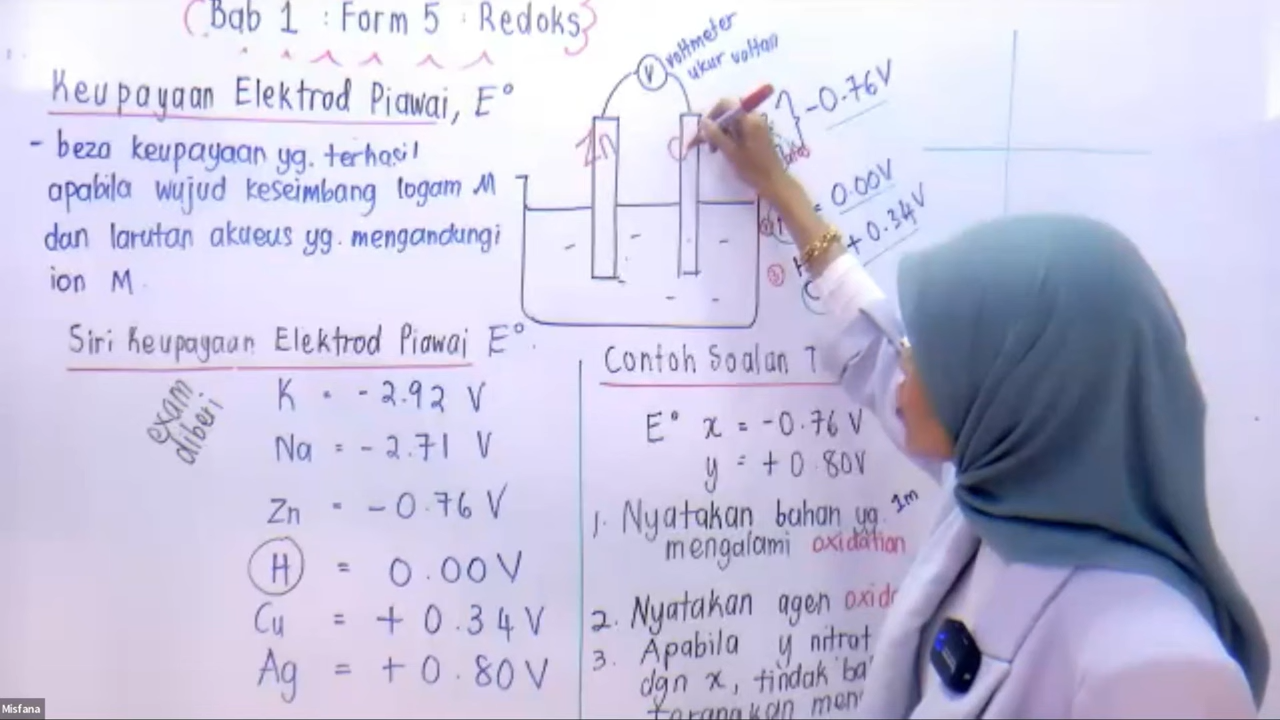 Bab 1 : Form 5 : Redoks
Keupayaan Elektrod Piawai, E°
- beza keupayaan yg. terhasil
apabila wujud keseimbang logam M
dan larutan akueus yg. mengandungi
ion M.
V
voltmeter
ukur voltan
Zn
-0.76V
= 0.00V
+ 0.34V
Siri Keupayaan Elektrod Piawai E°.
exam
diberi
K = -2.92 V
Na = -2.71 V
Zn = -0.76 V
H = 0.00V
Cu = +0.34V
Ag = +0.80V
Contoh Soalan
E° x = -0.76 V
y = +0.80V
1. Nyatakan bahan yg. 1m
mengalami oxidation
2. Nyatakan agen
3. Apabila y nitrat
dgn x, tindak
Misfana